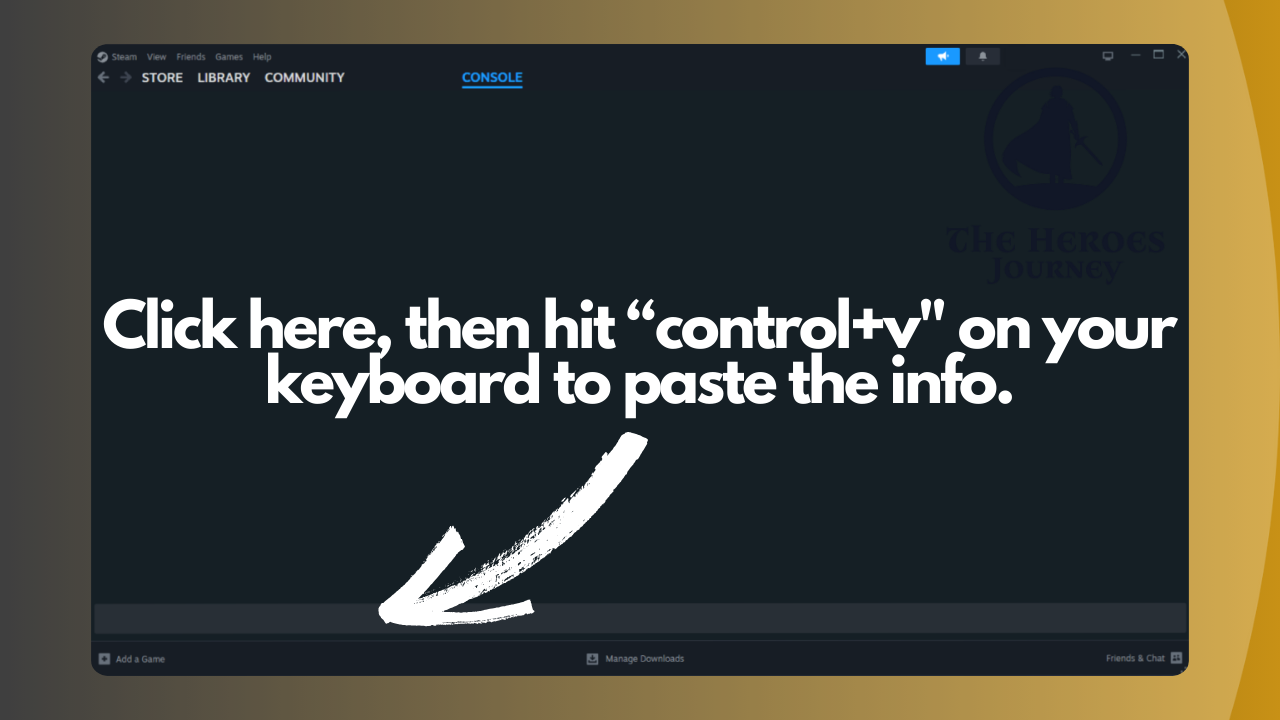 Steam View Friends Games Help
STORE LIBRARY COMMUNITY CONSOLE
The Heroes
Journey
Click here, then hit “control+v" on your
keyboard to paste the info.
Add a Game Manage Downloads Friends & Chat